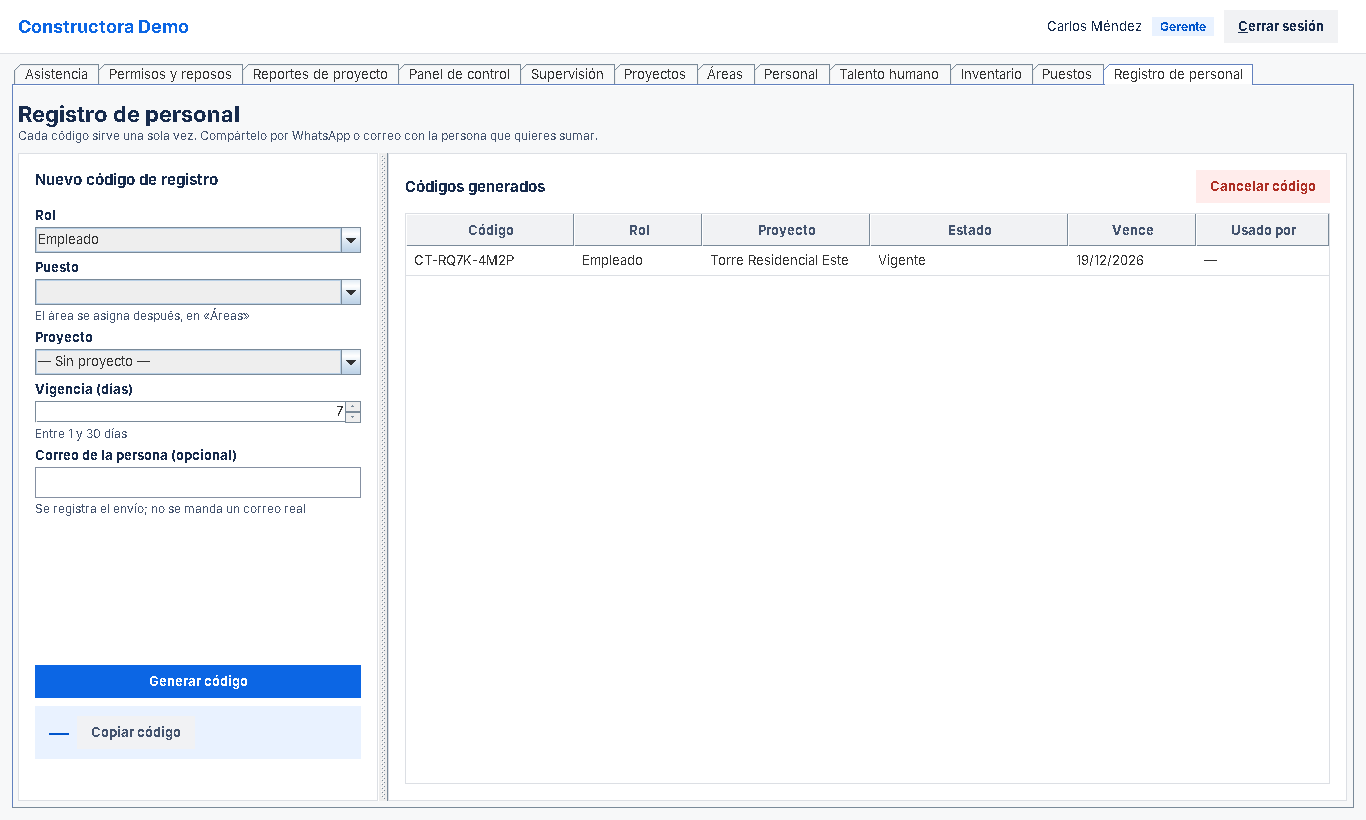 Constructora Demo
Carlos Méndez Gerente Cerrar sesión
Asistencia Permisos y reposos Reportes de proyecto Panel de control Supervisión Proyectos Áreas Personal Talento humano Inventario Puestos Registro de personal
Registro de personal
Cada código sirve una sola vez. Compártelo por WhatsApp o correo con la persona que quieres sumar.
Nuevo código de registro
Rol
Empleado
Puesto
El área se asigna después, en «Áreas»
Proyecto
— Sin proyecto —
Vigencia (días)
7
Entre 1 y 30 días
Correo de la persona (opcional)
Se registra el envío; no se manda un correo real
Generar código
— Copiar código
Códigos generados
Cancelar código
Código Rol Proyecto Estado Vence Usado por
CT-RQ7K-4M2P Empleado Torre Residencial Este Vigente 19/12/2026 —